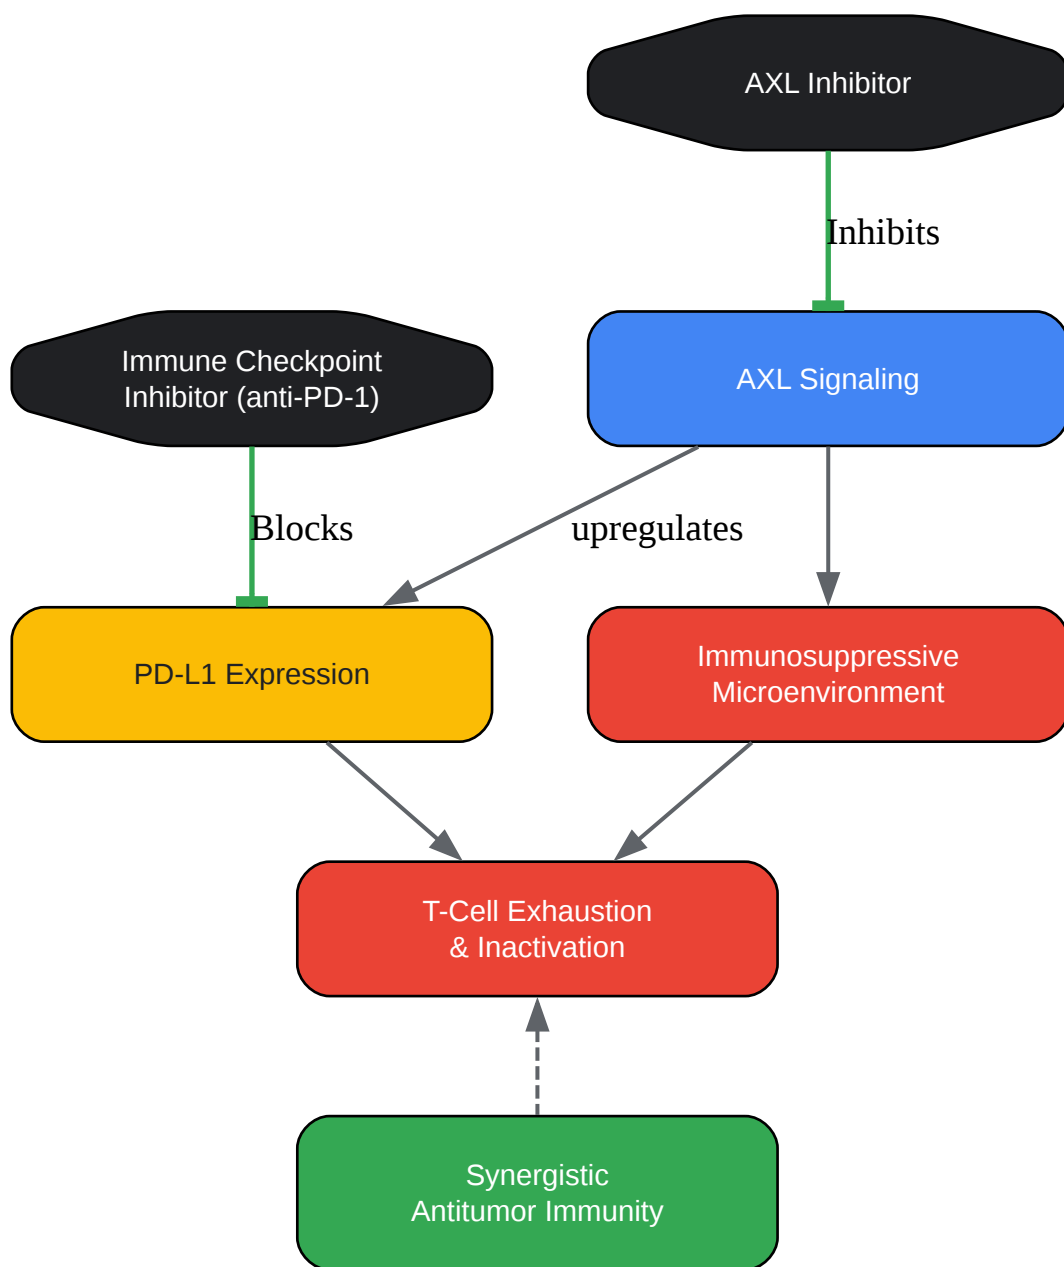 AXL Inhibitor
Inhibits
Immune Checkpoint
Inhibitor (anti-PD-1)
AXL Signaling
Blocks
upregulates
PD-L1 Expression
Immunosuppressive
Microenvironment
T-Cell Exhaustion
& Inactivation
Synergistic
Antitumor Immunity